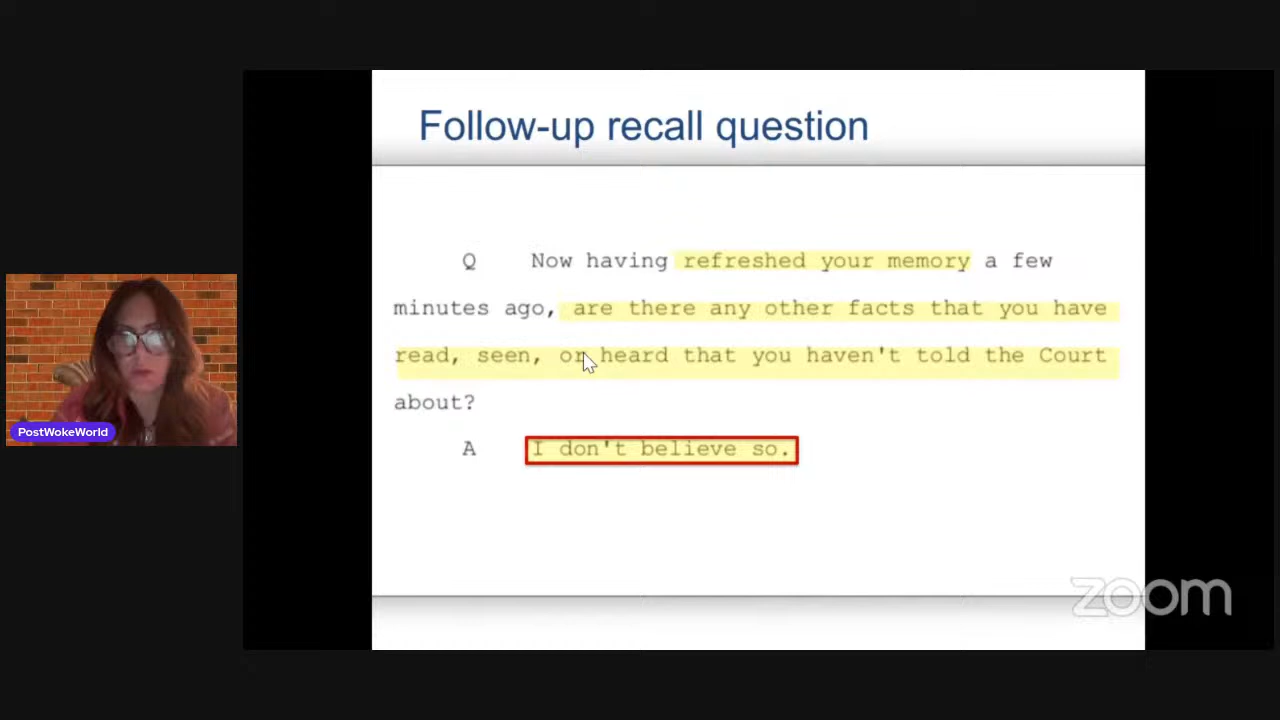 Follow-up recall question
Q Now having refreshed your memory a few
minutes ago, are there any other facts that you have
read, seen, or heard that you haven't told the Court
about?
A I don't believe so.
PostWokeWorld
zoom